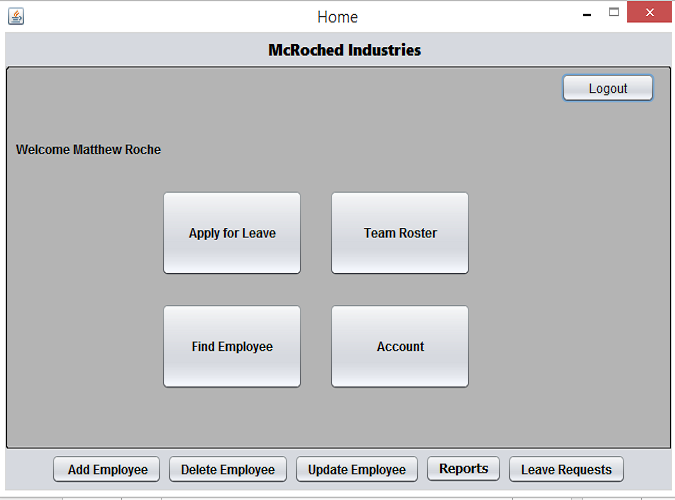 Home
McRoched Industries
Logout
Welcome Matthew Roche
Apply for Leave
Team Roster
Find Employee
Account
Add Employee
Delete Employee
Update Employee
Reports
Leave Requests